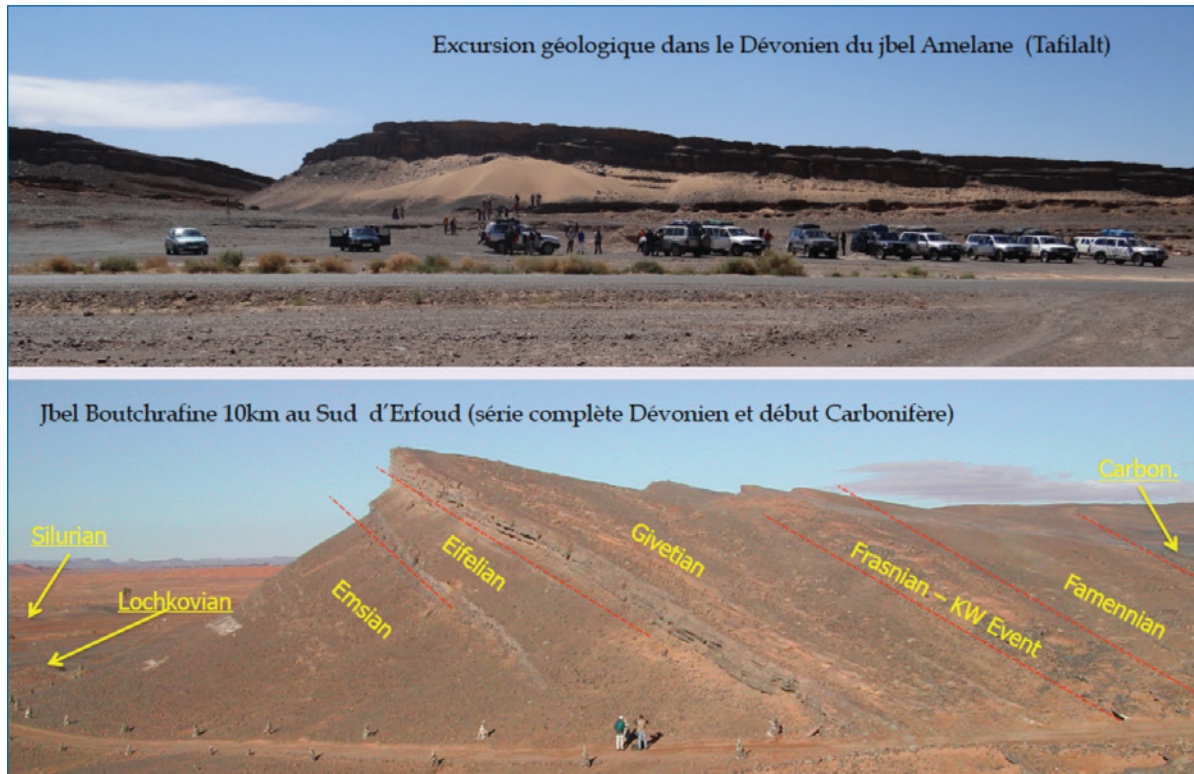 Excursion géologique dans le Dévonien du jbel Amelane (Tafilalt)
Jbel Boutchrafine 10km au Sud d'Erfoud (série complète Dévonien et début Carbonifère)
Carbon.
Silurian
Lochkovian
Emsian
Eifelian
Givetian
Frasnian – KW Event
Famennian